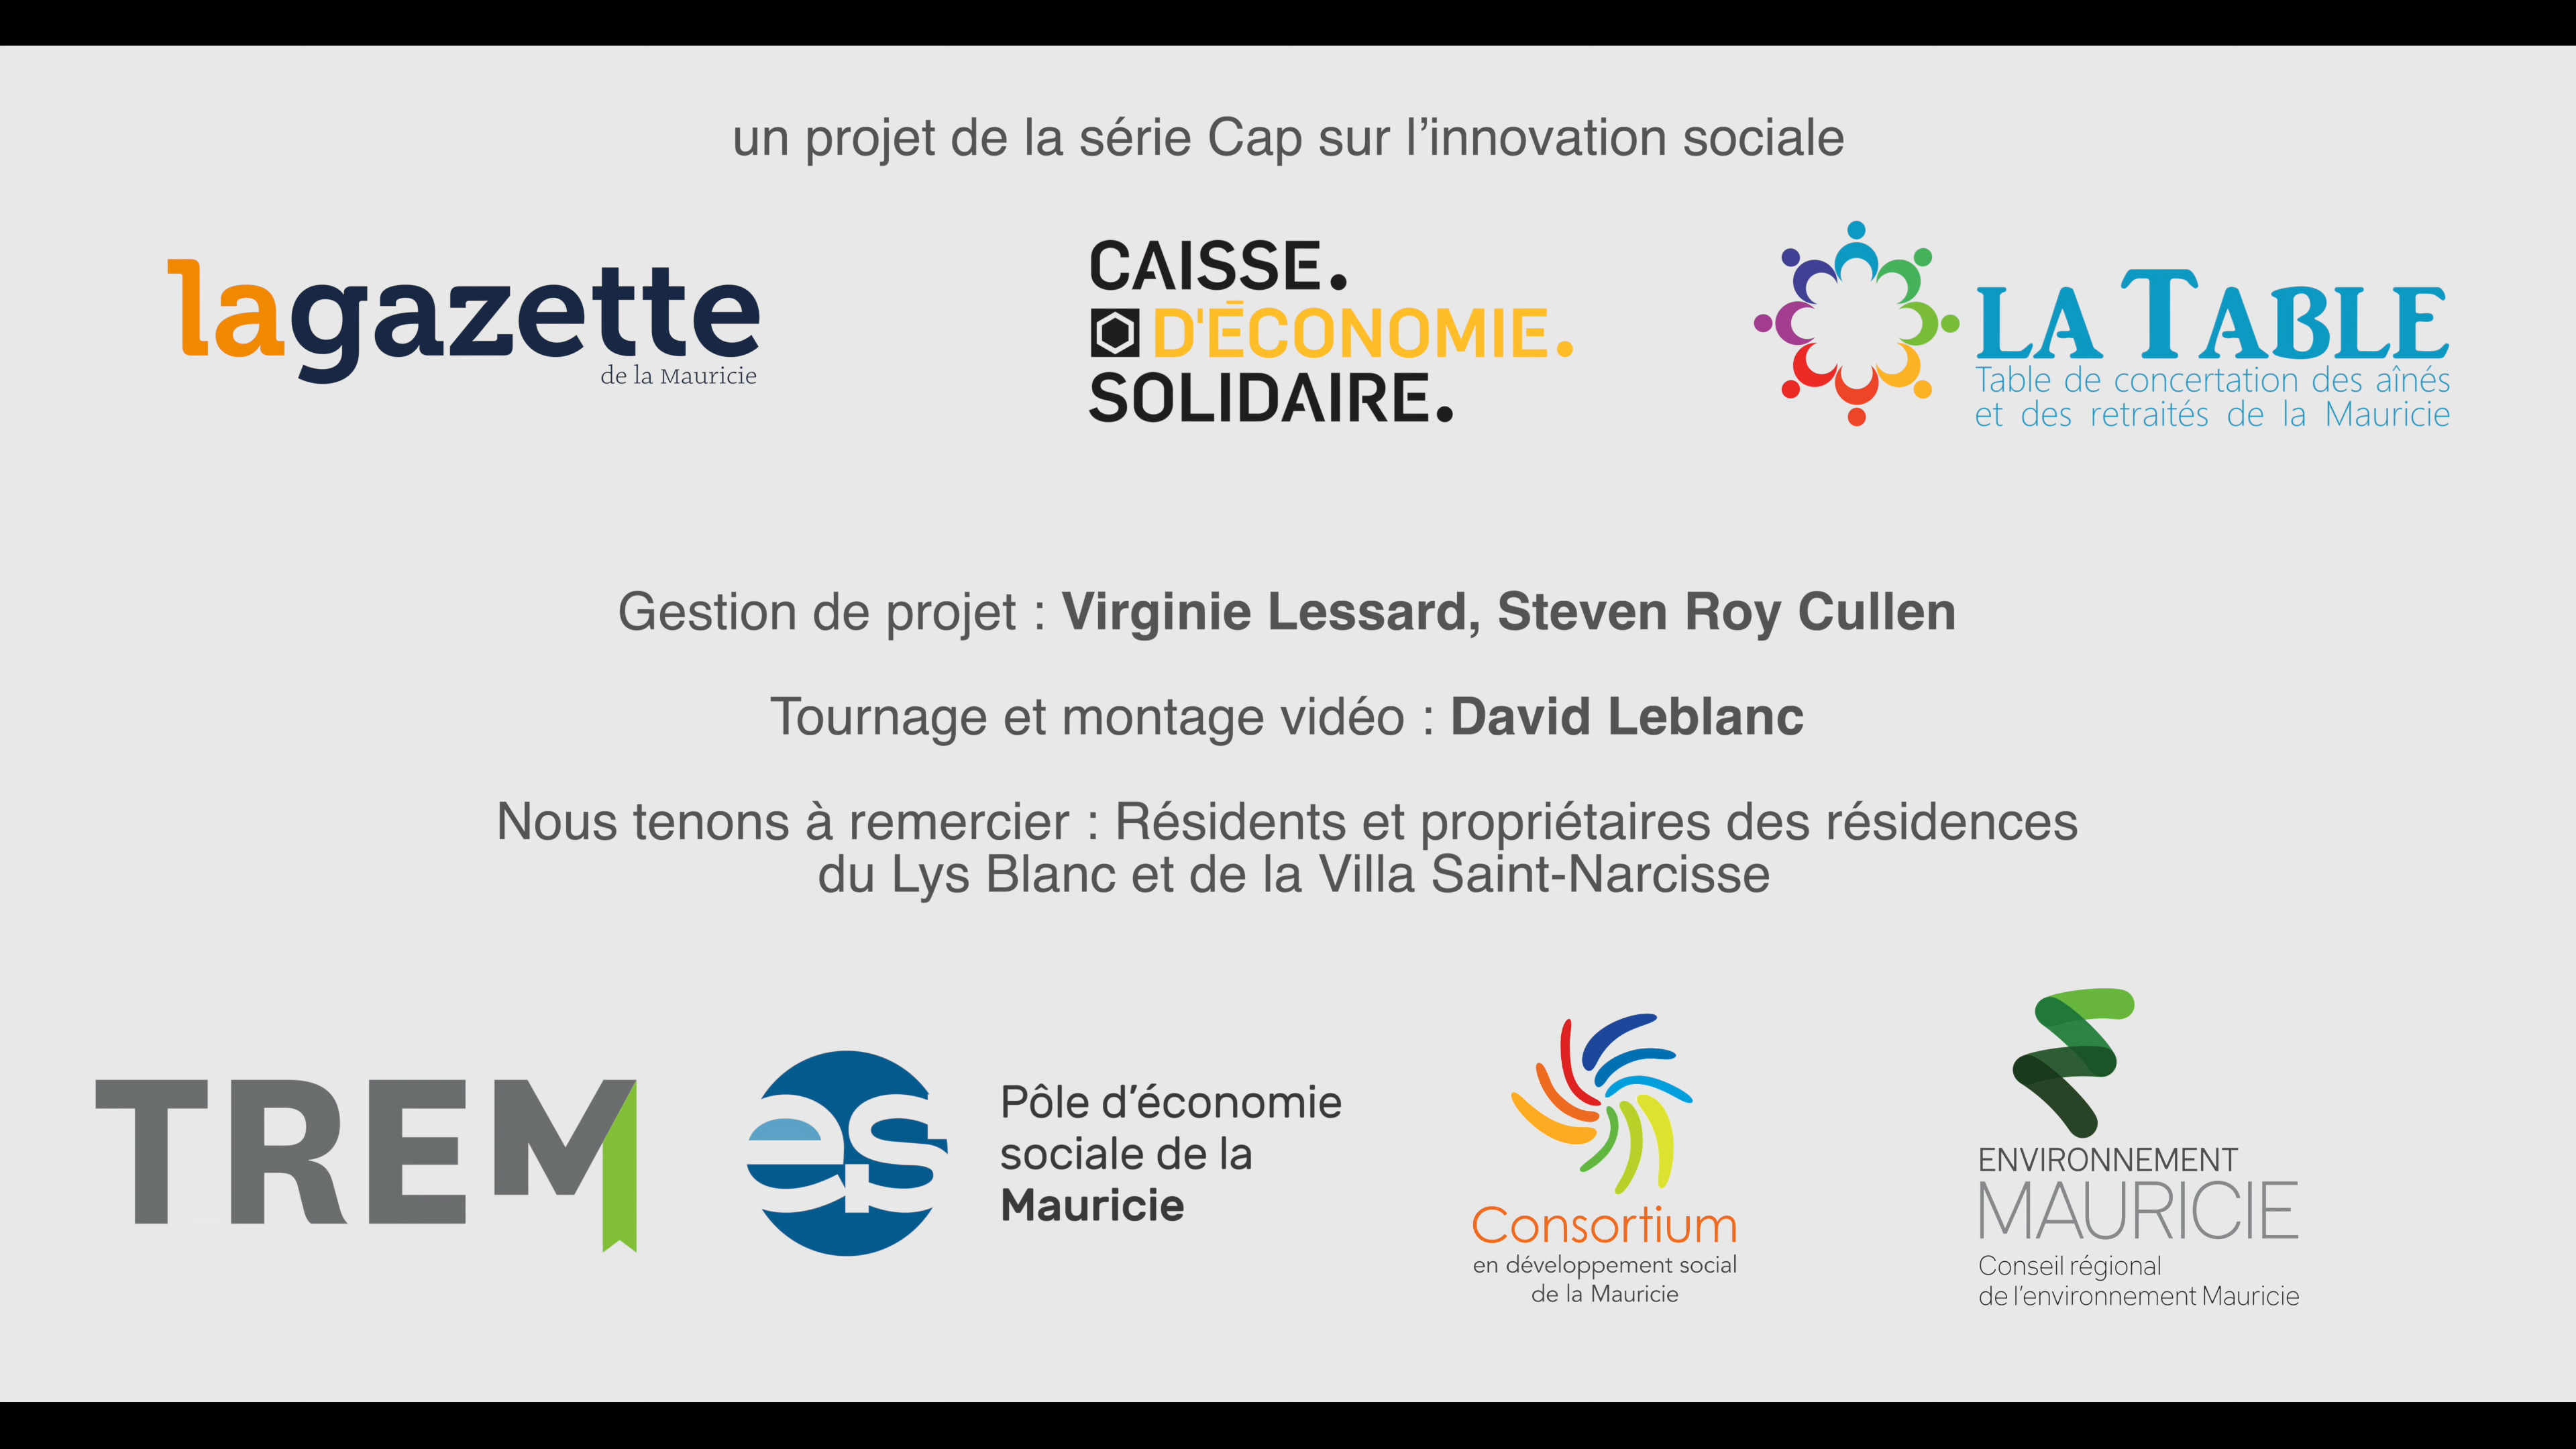 un projet de la série Cap sur l’innovation sociale
lagazette
de la Mauricie
CAISSE.
D'ÉCONOMIE.
SOLIDAIRE.
LA TABLE
Table de concertation des aînés
et des retraités de la Mauricie
Gestion de projet : Virginie Lessard, Steven Roy Cullen
Tournage et montage vidéo : David Leblanc
Nous tenons à remercier : Résidents et propriétaires des résidences
du Lys Blanc et de la Villa Saint-Narcisse
TREM
es
Pôle d’économie
sociale de la
Mauricie
Consortium
en développement social
de la Mauricie
ENVIRONNEMENT
MAURICIE
Conseil régional
de l’environnement Mauricie